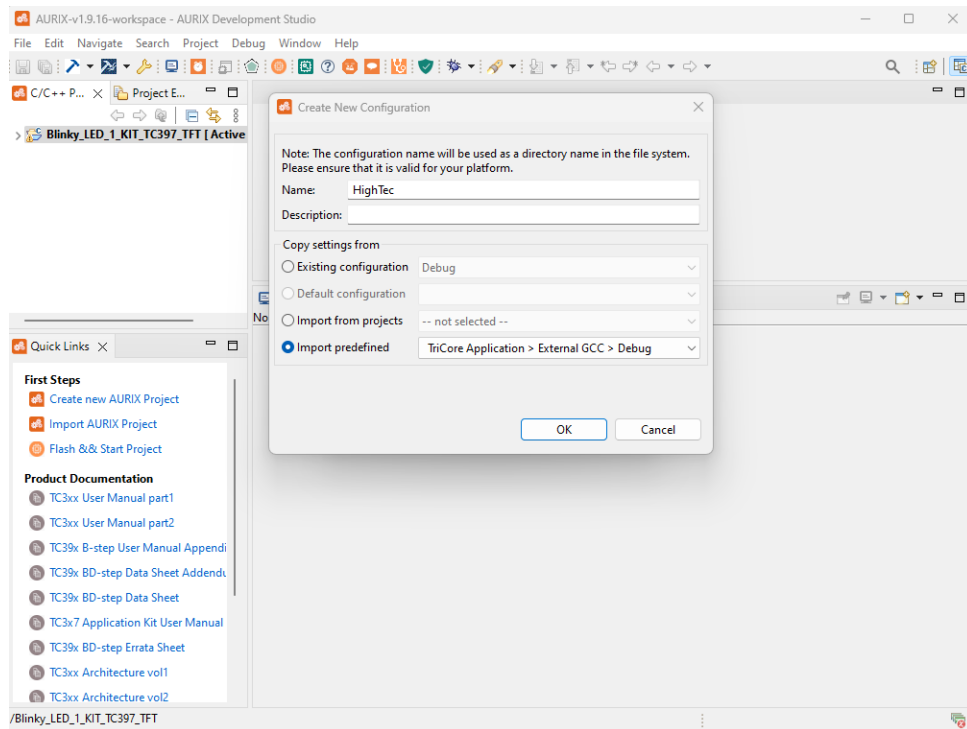 AURIX-v1.9.16-workspace - AURIX Development Studio
File Edit Navigate Search Project Debug Window Help
C/C++ P... Project E...
Blinky_LED_1_KIT_TC397_TFT [ Active
Create New Configuration
Note: The configuration name will be used as a directory name in the file system.
Please ensure that it is valid for your platform.
Name: HighTec
Description:
Copy settings from
Existing configuration Debug
Default configuration
Import from projects -- not selected --
Import predefined TriCore Application > External GCC > Debug
OK Cancel
No
Quick Links
First Steps
Create new AURIX Project
Import AURIX Project
Flash && Start Project
Product Documentation
TC3xx User Manual part1
TC3xx User Manual part2
TC39x B-step User Manual Appendi
TC39x BD-step Data Sheet Addendu
TC39x BD-step Data Sheet
TC3x7 Application Kit User Manual
TC39x BD-step Errata Sheet
TC3xx Architecture vol1
TC3xx Architecture vol2
/Blinky_LED_1_KIT_TC397_TFT